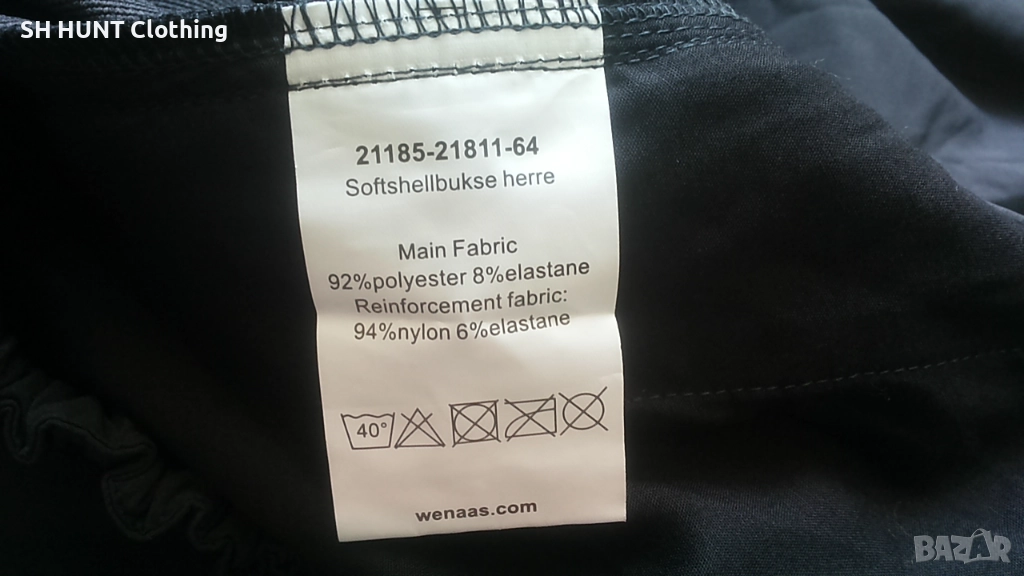 SH HUNT Clothing
21185-21811-64
Softshellbukse herre
Main Fabric
92%polyester 8%elastane
Reinforcement fabric:
94%nylon 6%elastane
40°
wenaas.com
BAZAR